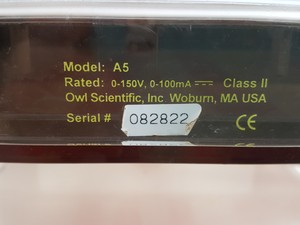 Model: A5
Rated: 0-150V, 0-100mA ⎓ Class II
Owl Scientific, Inc. Woburn, MA USA
Serial # 082822 CE